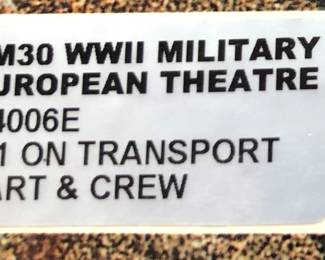 M30 WWII MILITARY
UROPEAN THEATRE
4006E
1 ON TRANSPORT
ART & CREW